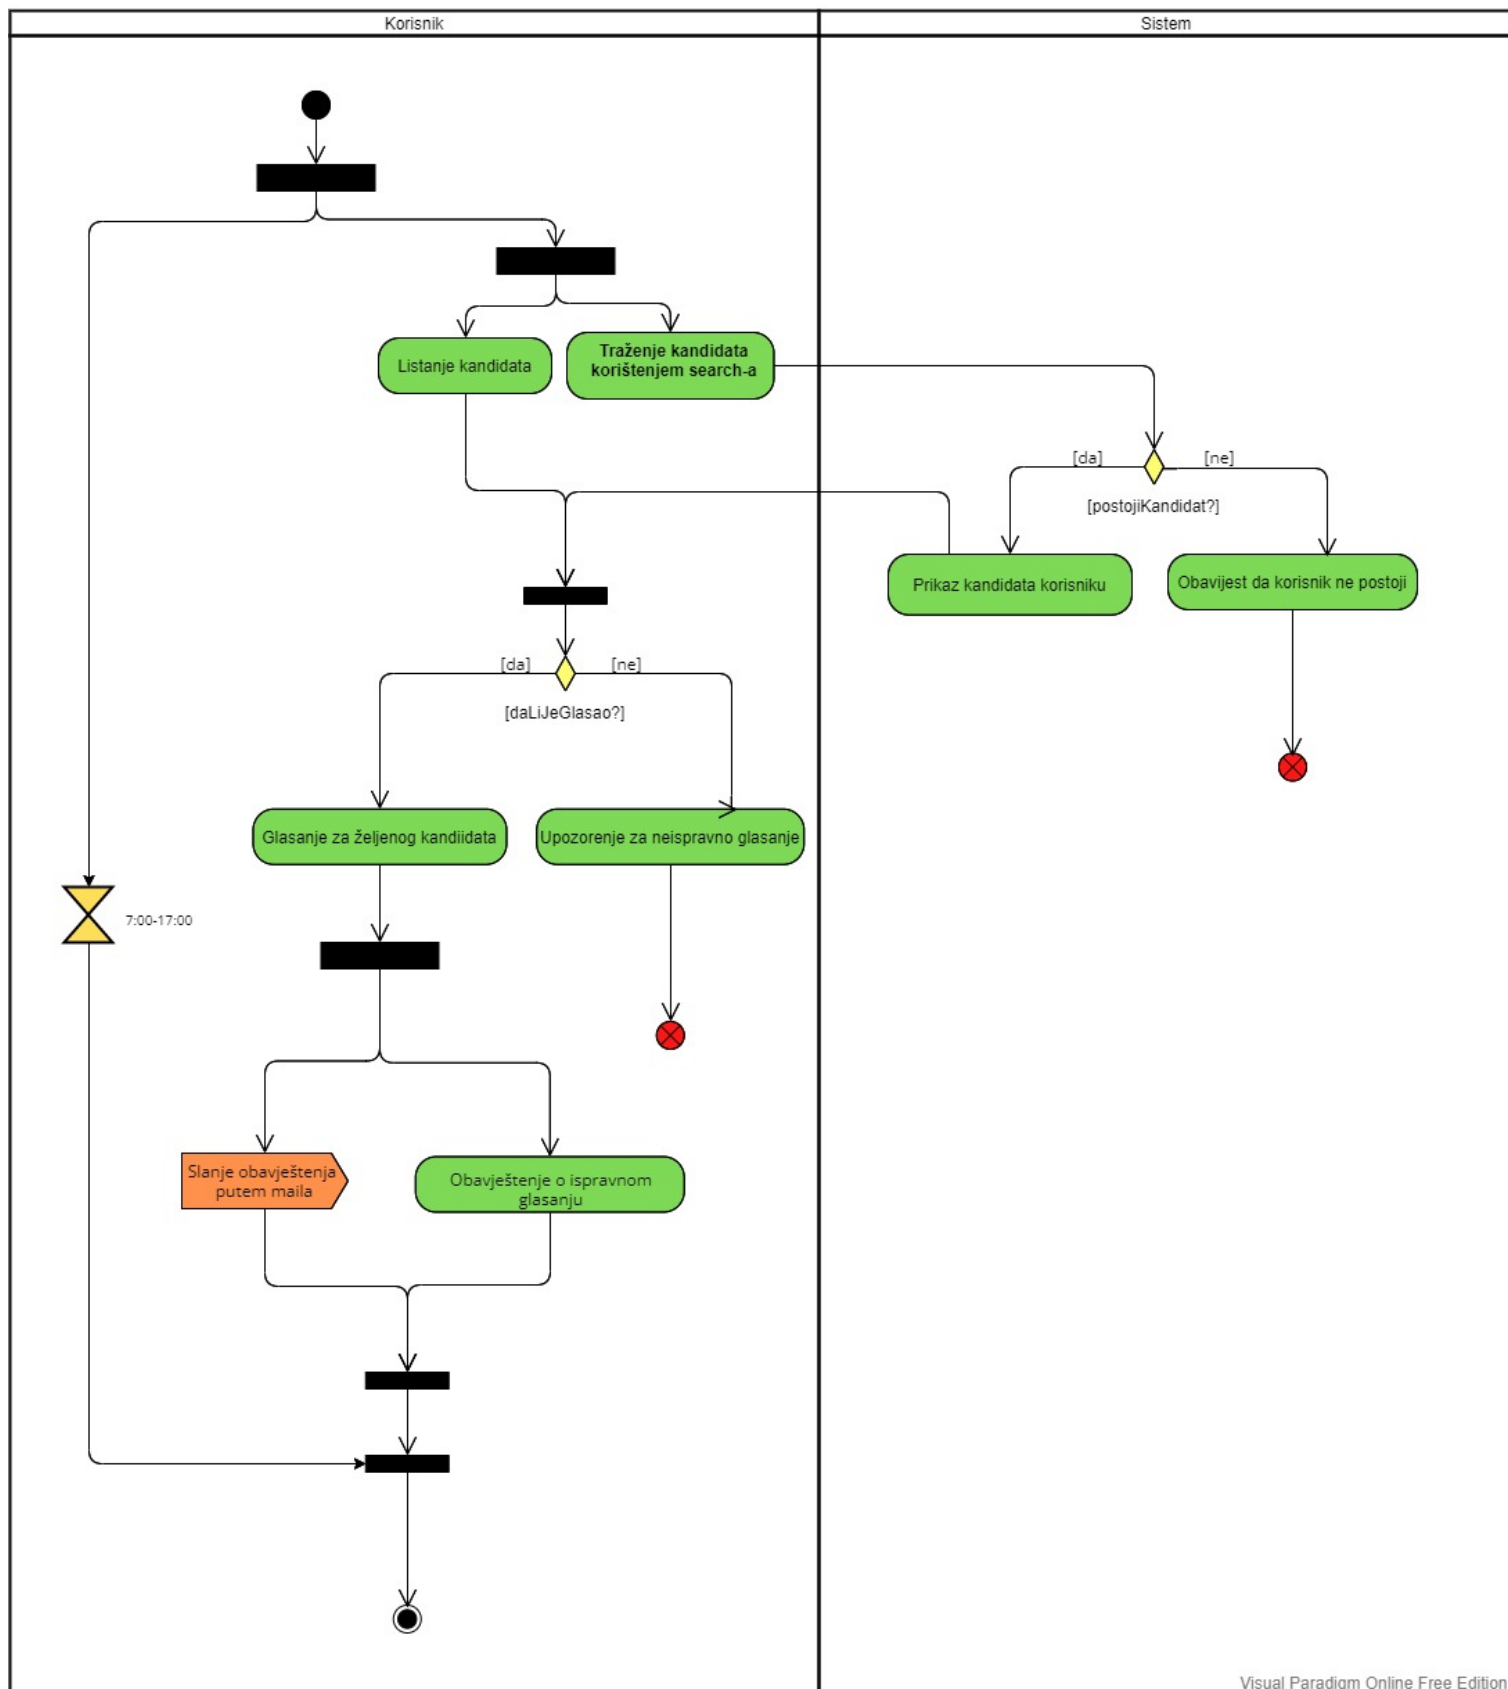 Korisnik
Sistem
Listanje kandidata
Traženje kandidata
korištenjem search-a
[da]
[ne]
[postojiKandidat?]
Prikaz kandidata korisniku
Obavijest da korisnik ne postoji
[da]
[ne]
[daLiJeGlasao?]
Glasanje za željenog kandiidata
Upozorenje za neispravno glasanje
7:00-17:00
Slanje obavještenja
putem maila
Obavještenje o ispravnom
glasanju
Visual Paradigm Online Free Edition